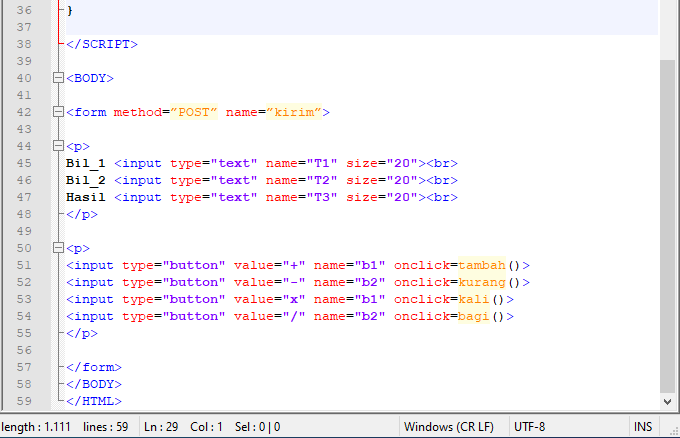 36 }
37
38 </SCRIPT>
39
40 <BODY>
41
42 <form method=”POST” name=”kirim”>
43
44 <p>
45 Bil_1 <input type="text" name="T1" size="20"><br>
46 Bil_2 <input type="text" name="T2" size="20"><br>
47 Hasil <input type="text" name="T3" size="20"><br>
48 </p>
49
50 <p>
51 <input type="button" value="+" name="b1" onclick=tambah()>
52 <input type="button" value="-" name="b2" onclick=kurang()>
53 <input type="button" value="x" name="b1" onclick=kali()>
54 <input type="button" value="/" name="b2" onclick=bagi()>
55 </p>
56
57 </form>
58 </BODY>
59 </HTML>
length : 1.111 lines : 59 Ln : 29 Col : 1 Sel : 0 | 0 Windows (CR LF) UTF-8 INS